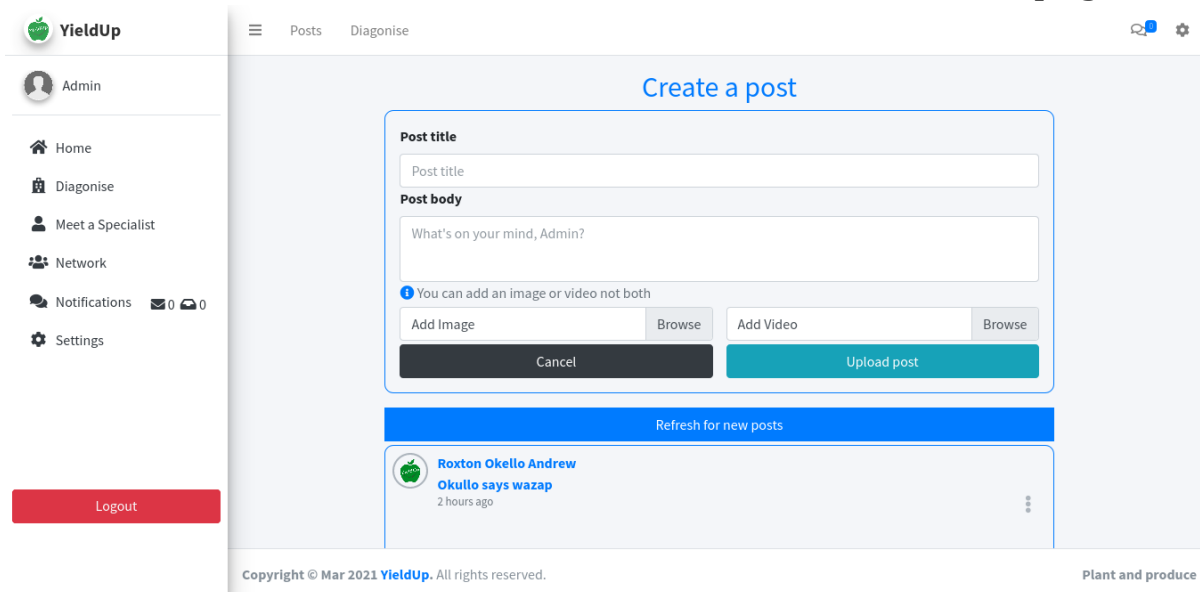 YieldUp
Posts
Diagonise
0
Admin
Home
Diagonise
Meet a Specialist
Network
Notifications 0 0
Settings
Logout
Create a post
Post title
Post title
Post body
What's on your mind, Admin?
You can add an image or video not both
Add Image Browse
Add Video Browse
Cancel
Upload post
Refresh for new posts
Roxton Okello Andrew
Okullo says wazap
2 hours ago
Copyright © Mar 2021 YieldUp. All rights reserved.
Plant and produce